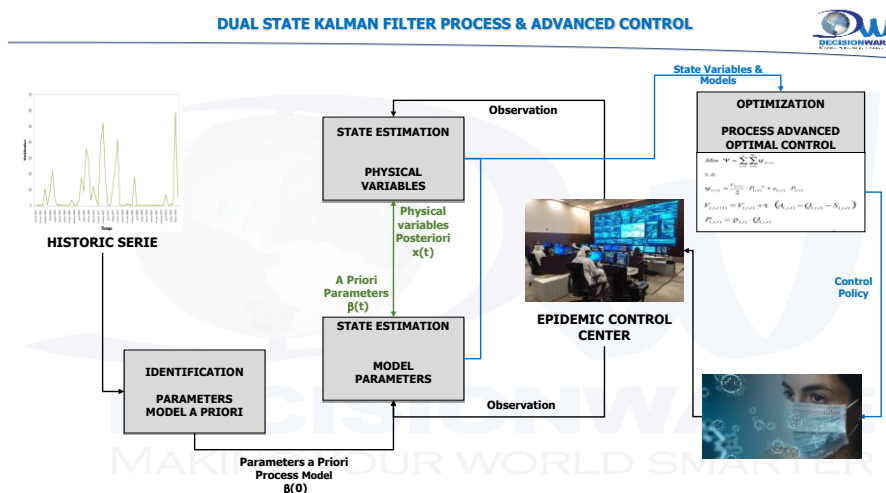 DUAL STATE KALMAN FILTER PROCESS & ADVANCED CONTROL
DECISIONWARE
State Variables &
Models
Observation
OPTIMIZATION
PROCESS ADVANCED
OPTIMAL CONTROL
STATE ESTIMATION
PHYSICAL
VARIABLES
s.a.
HISTORIC SERIE
Physical
variables
Posteriori
x(t)
A Priori
Parameters
β(t)
Control
Policy
EPIDEMIC CONTROL
CENTER
STATE ESTIMATION
MODEL
PARAMETERS
IDENTIFICATION
PARAMETERS
MODEL A PRIORI
Observation
DECISIONWARE
MAKING OUR WORLD SMARTER
Parameters a Priori
Process Model
β(0)